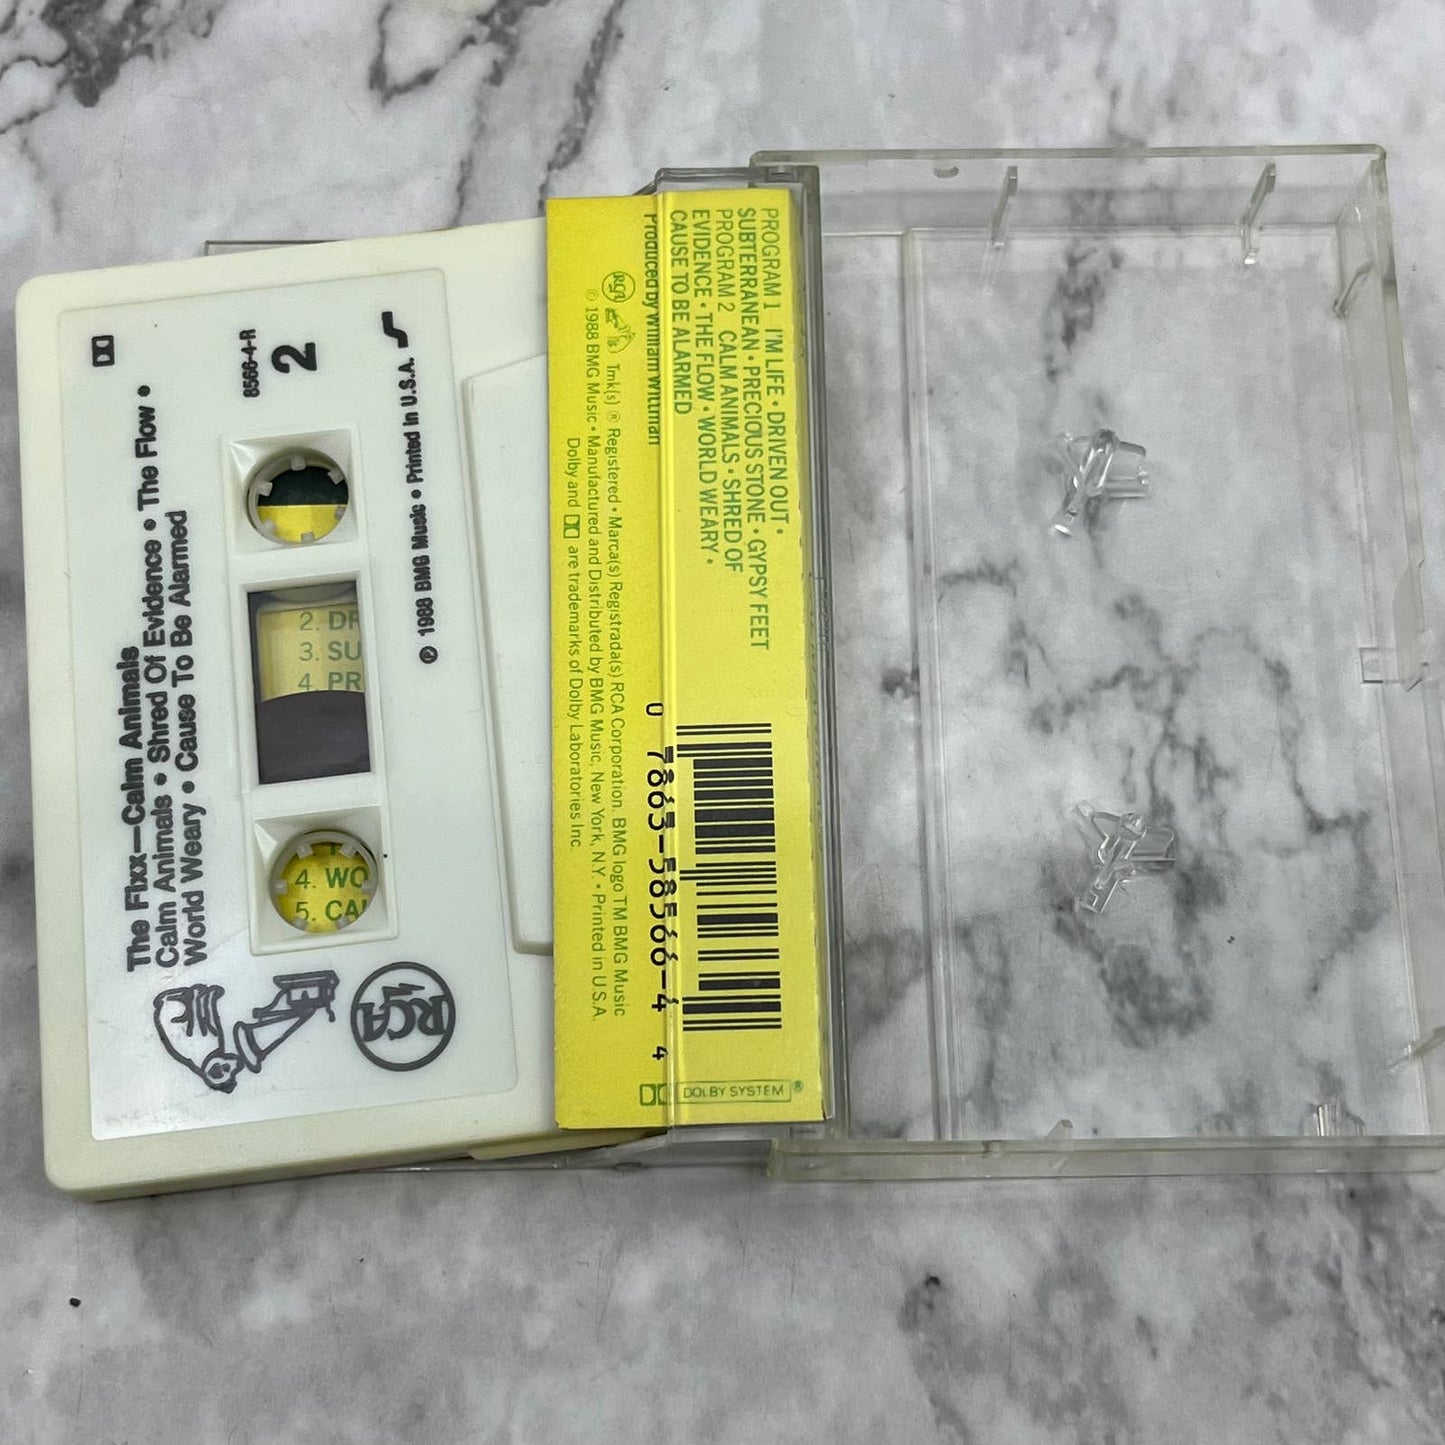 8566-4-R
2
The Fixx—Calm Animals
Calm Animals • Shred Of Evidence • The Flow •
World Weary • Cause To Be Alarmed
℗ 1988 BMG Music • Printed In U.S.A.
RCA
2. DR
3. SU
4. PR
4. WO
5. CAU
PROGRAM 1 I'M LIFE • DRIVEN OUT •
SUBTERRANEAN • PRECIOUS STONE • GYPSY FEET
PROGRAM 2 CALM ANIMALS • SHRED OF
EVIDENCE • THE FLOW • WORLD WEARY •
CAUSE TO BE ALARMED
Produced by William Wittman
RCA
Tmk(s) ® Registered • Marca(s) Registrada(s) RCA Corporation. BMG logo TM BMG Music
© 1988 BMG Music • Manufactured and Distributed by BMG Music, New York, N.Y. • Printed in U.S.A.
Dolby and are trademarks of Dolby Laboratories Inc.
0 7863-58566-4 4
DOLBY SYSTEM ®